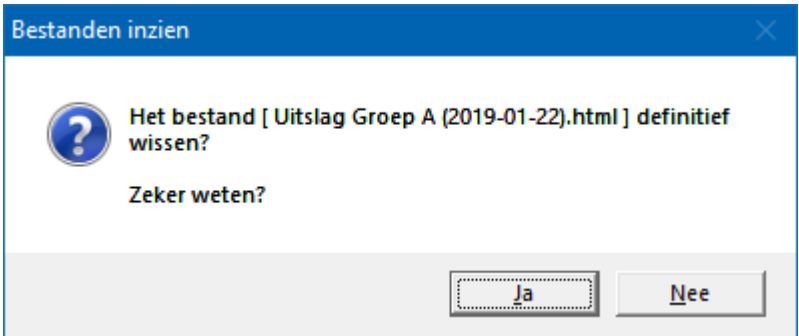 Bestanden inzien
Het bestand [ Uitslag Groep A (2019-01-22).html ] definitief
wissen?
Zeker weten?
Ja
Nee